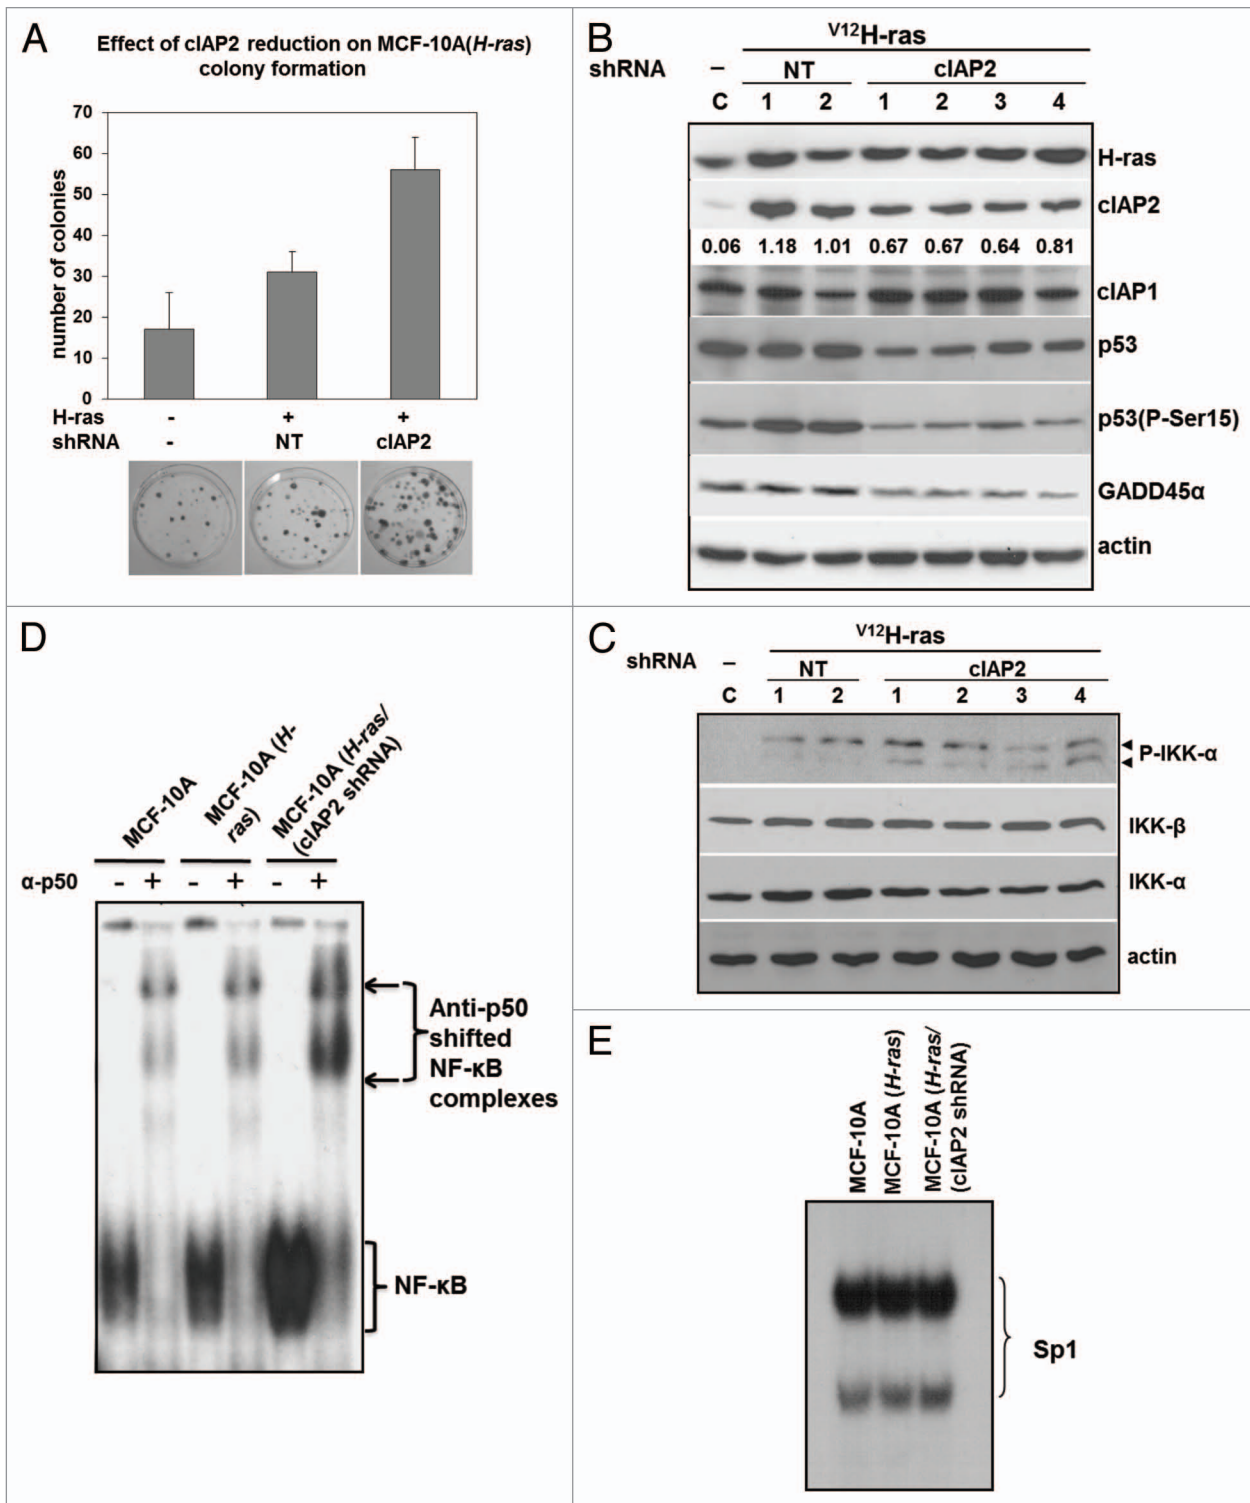 A
Effect of cIAP2 reduction on MCF-10A(H-ras)
colony formation
number of colonies
70
60
50
40
30
20
10
0
H-ras - + +
shRNA - NT cIAP2
B
V12H-ras
shRNA – NT cIAP2
C 1 2 1 2 3 4
H-ras
cIAP2
0.06 1.18 1.01 0.67 0.67 0.64 0.81
cIAP1
p53
p53(P-Ser15)
GADD45α
actin
D
MCF-10A
MCF-10A (H-
ras)
MCF-10A (H-ras/
(cIAP2 shRNA)
α-p50 - + - + - +
Anti-p50
shifted
NF-κB
complexes
NF-κB
C
V12H-ras
shRNA –
NT cIAP2
C 1 2 1 2 3 4
P-IKK-α
IKK-β
IKK-α
actin
E
MCF-10A
MCF-10A (H-ras)
MCF-10A (H-ras/
(cIAP2 shRNA)
Sp1